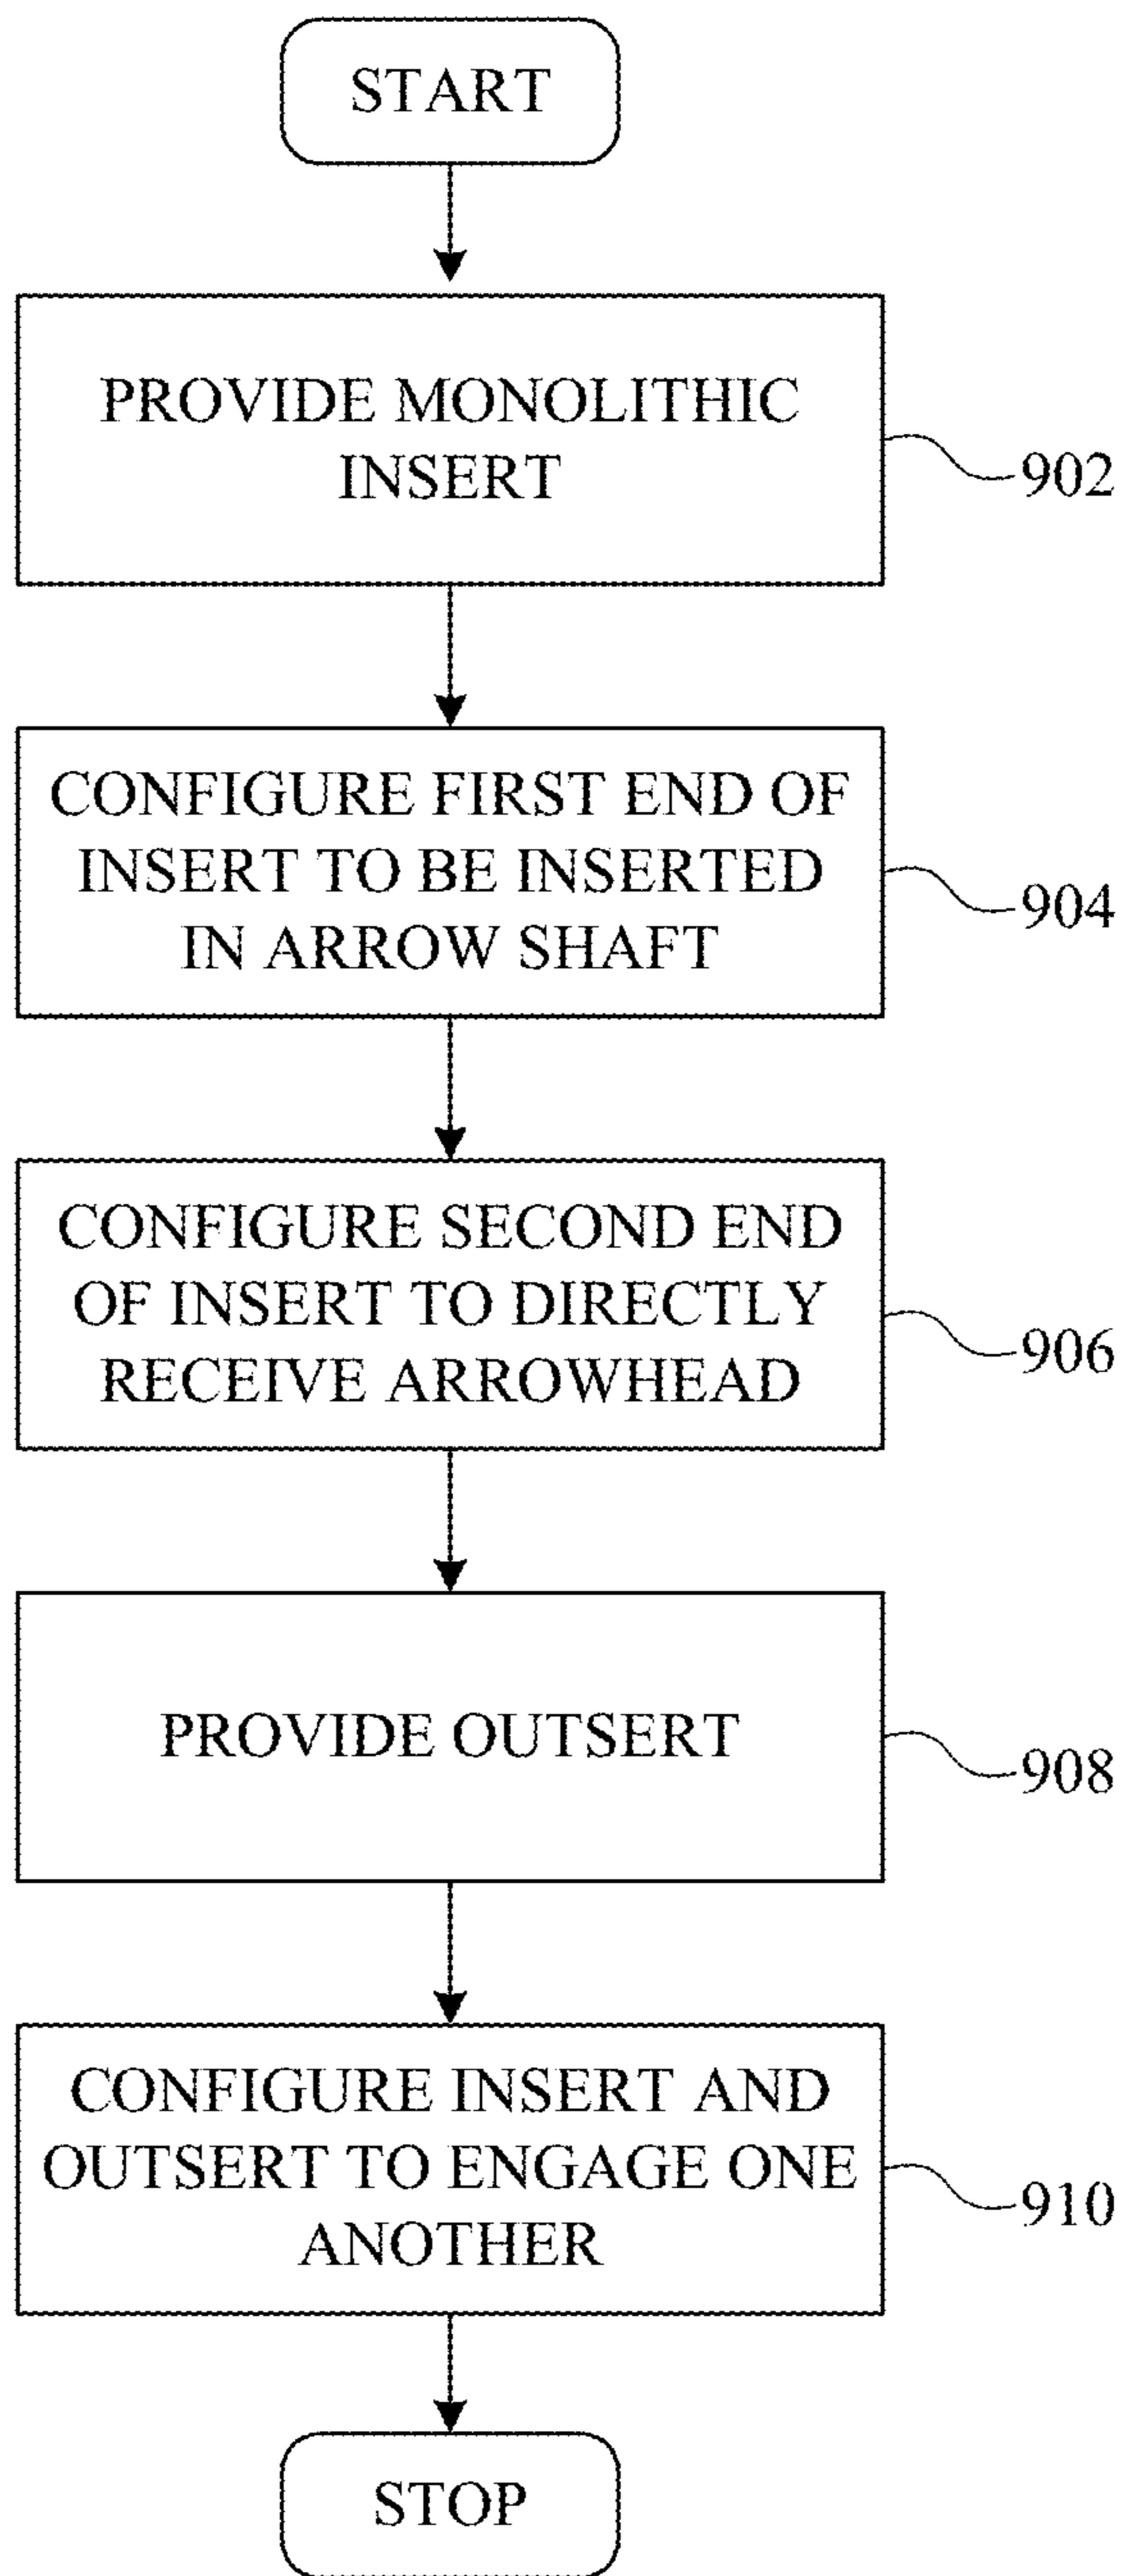 START
PROVIDE MONOLITHIC
INSERT
902
CONFIGURE FIRST END OF
INSERT TO BE INSERTED
IN ARROW SHAFT
904
CONFIGURE SECOND END
OF INSERT TO DIRECTLY
RECEIVE ARROWHEAD
906
PROVIDE OUTSERT
908
CONFIGURE INSERT AND
OUTSERT TO ENGAGE ONE
ANOTHER
910
STOP